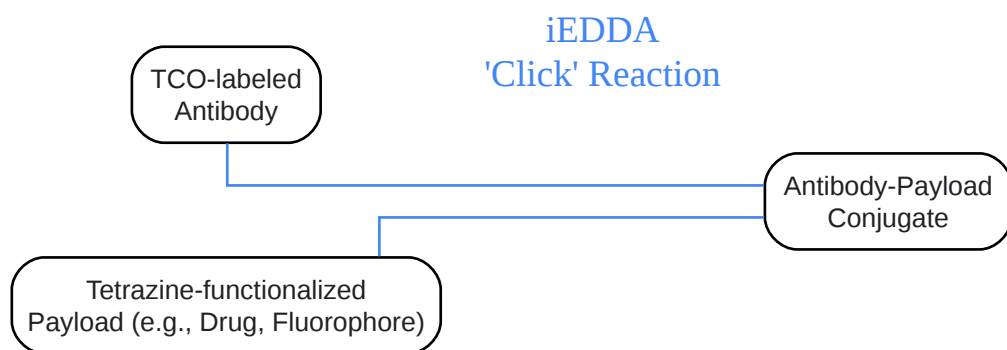 iEDDA
'Click' Reaction
TCO-labeled
Antibody
Antibody-Payload
Conjugate
Tetrazine-functionalized
Payload (e.g., Drug, Fluorophore)